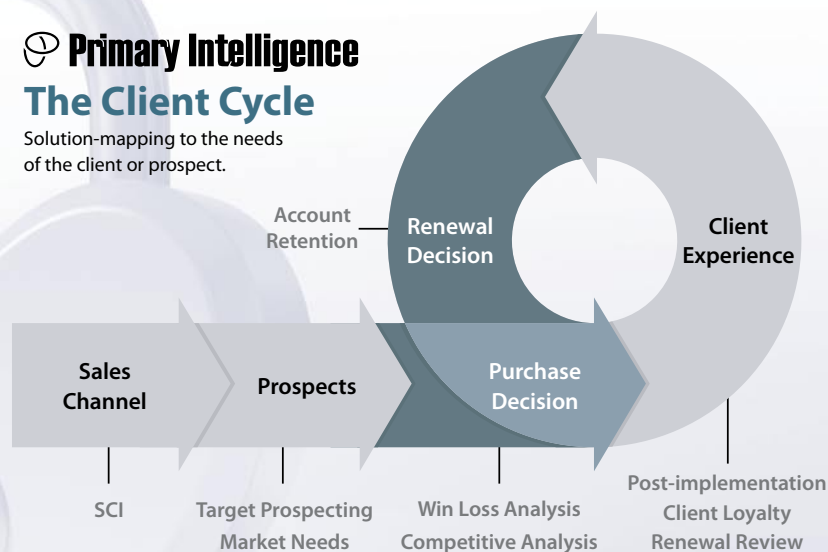 Primary Intelligence
The Client Cycle
Solution-mapping to the needs
of the client or prospect.
Account
Retention
Renewal
Decision
Client
Experience
Sales
Channel
Prospects
Purchase
Decision
SCI
Target Prospecting
Market Needs
Win Loss Analysis
Competitive Analysis
Post-implementation
Client Loyalty
Renewal Review